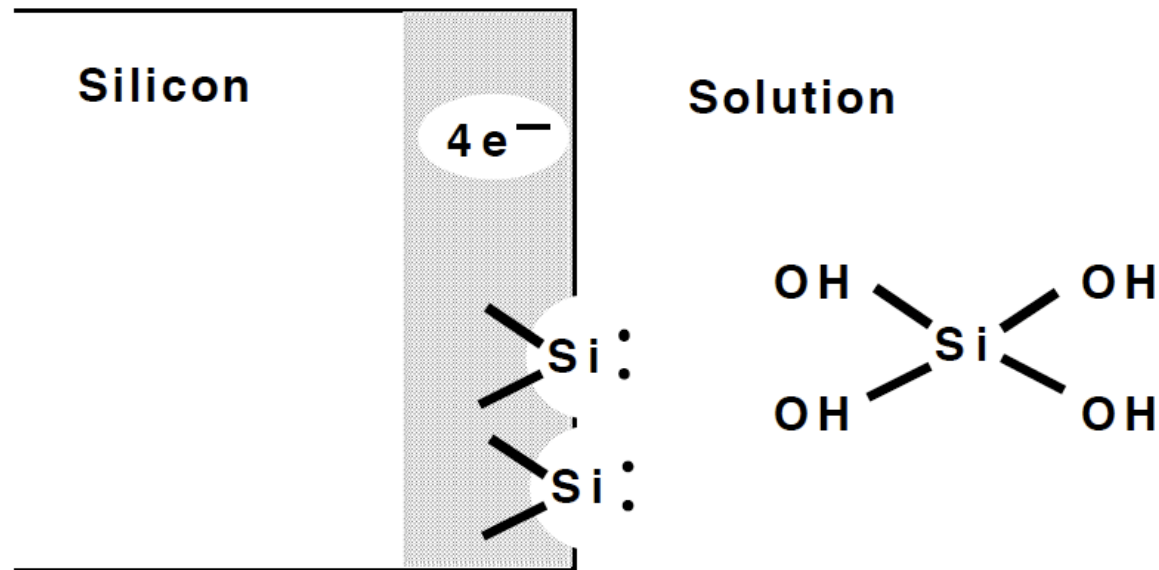 Silicon
Solution
4 e −
OH OH
Si :
Si
OH OH
Si :